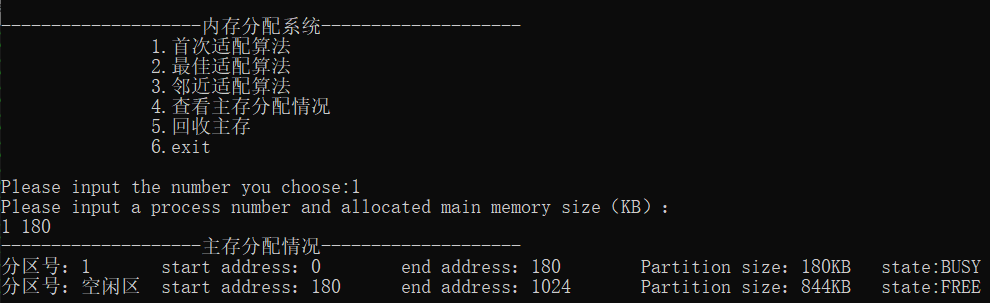 --------------------内存分配系统--------------------
1.首次适配算法
2.最佳适配算法
3.邻近适配算法
4.查看主存分配情况
5.回收主存
6.exit
Please input the number you choose:1
Please input a process number and allocated main memory size（KB）：
1 180
--------------------主存分配情况--------------------
分区号：1 start address：0 end address：180 Partition size：180KB state:BUSY
分区号：空闲区 start address：180 end address：1024 Partition size：844KB state:FREE